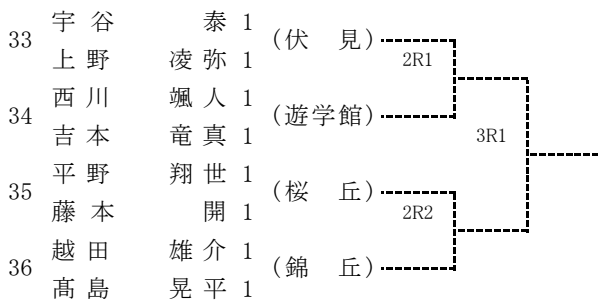 宇谷 泰 1
33 (伏 見)
上野 凌弥 1
2R1
西川 颯人 1
34 (遊学館)
吉本 竜真 1
3R1
平野 翔世 1
35 (桜 丘)
藤本 開 1
2R2
越田 雄介 1
36 (錦 丘)
髙島 晃平 1